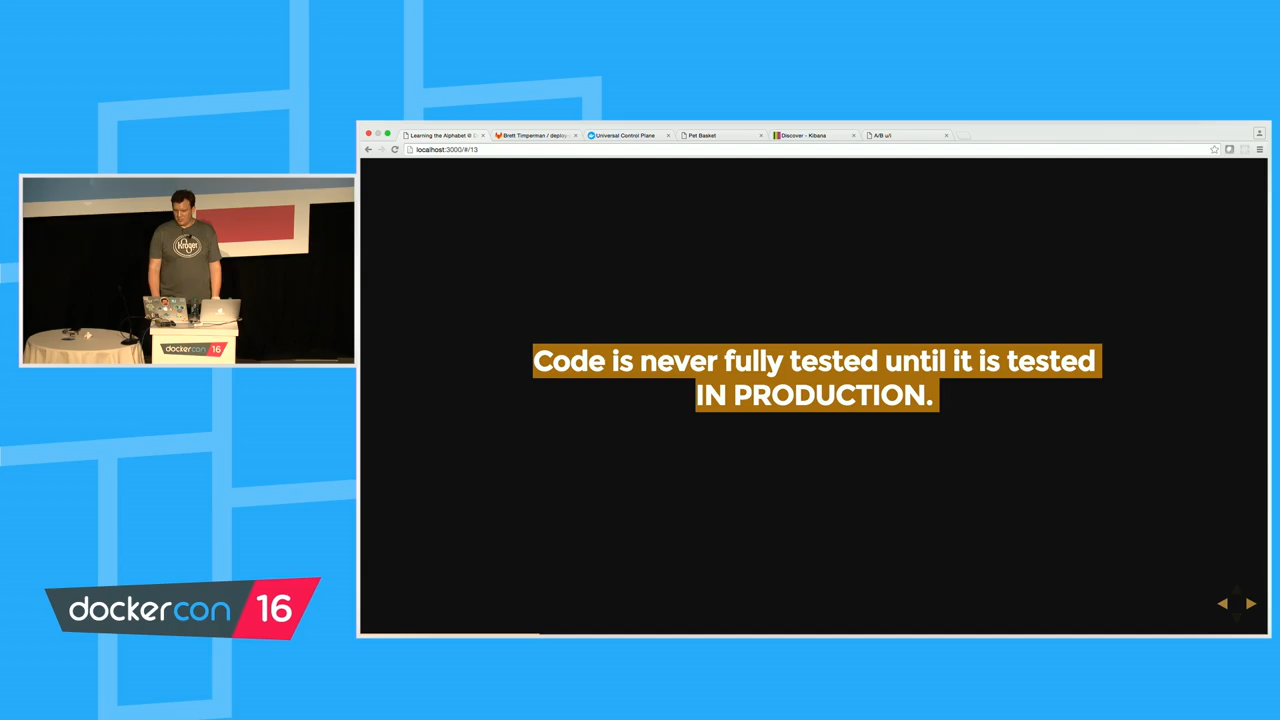 Learning the Alphabet @ D
Brett Timperman / deploy
Universal Control Plane
Pet Basket
Discover - Kibana
A/B u/i
localhost:3000/#/13
Kroger
dockercon 16
Code is never fully tested until it is tested
IN PRODUCTION.
dockercon 16